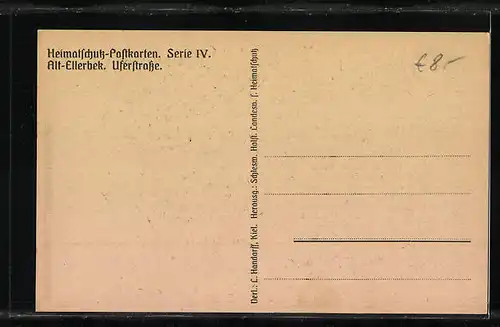 Heimatschutz-Postkarten. Serie IV.
Alt-Ellerbek. Uferstraße.
€8.-
Verl.: L. Handorff, Kiel. Herausg.: Schlesw. Holst. Landesv. f. Heimatschutz